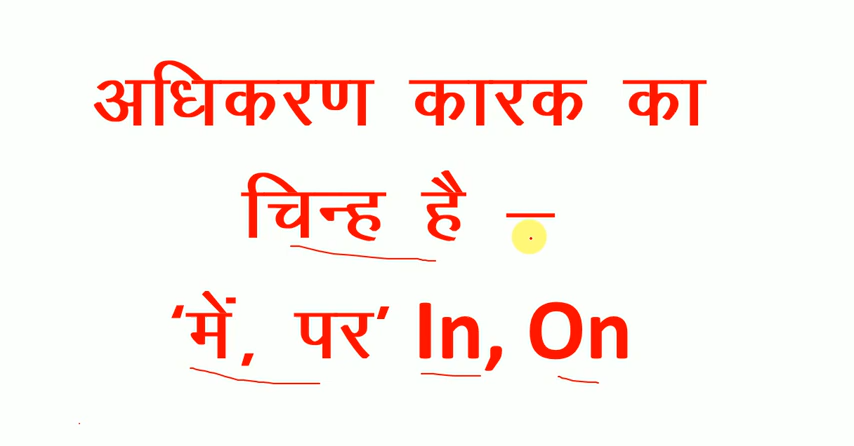 अधिकरण कारक का
चिन्ह है –
‘में, पर’ In, On